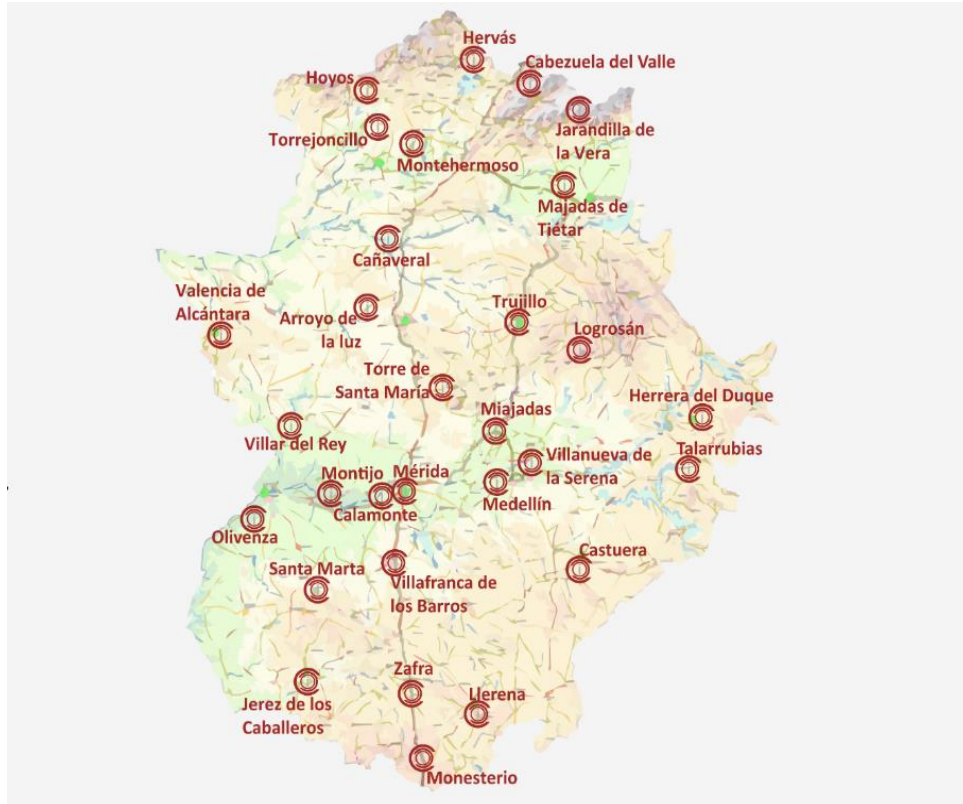 Hervás
Cabezuela del Valle
Hoyos
Jarandilla de
la Vera
Torrejoncillo
Montehermoso
Majadas de
Tiétar
Cañaveral
Valencia de
Alcántara
Arroyo de
la luz
Trujillo
Logrosán
Torre de
Santa María
Herrera del Duque
Miajadas
Villar del Rey
Talarrubias
Villanueva de
la Serena
Montijo
Mérida
Medellín
Calamonte
Olivenza
Castuera
Santa Marta
Villafranca de
los Barros
Zafra
Llerena
Jerez de los
Caballeros
Monesterio